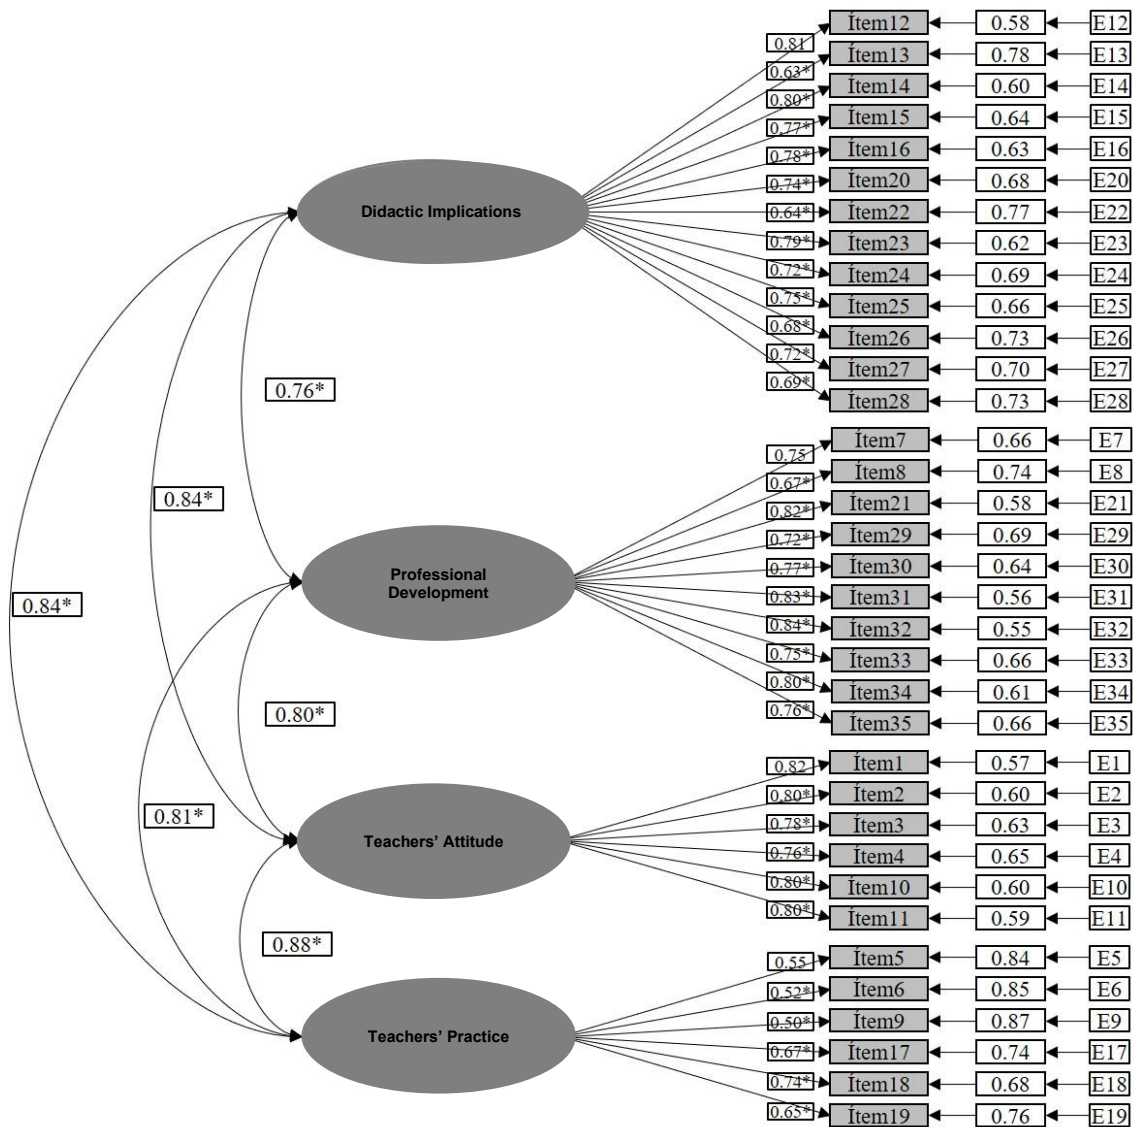 0.81 Ítem12 0.58 E12
0.63* Ítem13 0.78 E13
0.80* Ítem14 0.60 E14
0.77* Ítem15 0.64 E15
0.78* Ítem16 0.63 E16
0.74* Ítem20 0.68 E20
0.64* Ítem22 0.77 E22
0.79* Ítem23 0.62 E23
0.72* Ítem24 0.69 E24
0.75* Ítem25 0.66 E25
0.68* Ítem26 0.73 E26
0.72* Ítem27 0.70 E27
0.69* Ítem28 0.73 E28
Didactic Implications
0.76*
0.84*
0.84*
0.75 Ítem7 0.66 E7
0.67* Ítem8 0.74 E8
0.82* Ítem21 0.58 E21
0.72* Ítem29 0.69 E29
0.77* Ítem30 0.64 E30
0.83* Ítem31 0.56 E31
0.84* Ítem32 0.55 E32
0.75* Ítem33 0.66 E33
0.80* Ítem34 0.61 E34
0.76* Ítem35 0.66 E35
Professional
Development
0.80*
0.81*
0.82 Ítem1 0.57 E1
0.80* Ítem2 0.60 E2
0.78* Ítem3 0.63 E3
0.76* Ítem4 0.65 E4
0.80* Ítem10 0.60 E10
0.80* Ítem11 0.59 E11
Teachers’ Attitude
0.88*
0.55 Ítem5 0.84 E5
0.52* Ítem6 0.85 E6
0.50* Ítem9 0.87 E9
0.67* Ítem17 0.74 E17
0.74* Ítem18 0.68 E18
0.65* Ítem19 0.76 E19
Teachers’ Practice